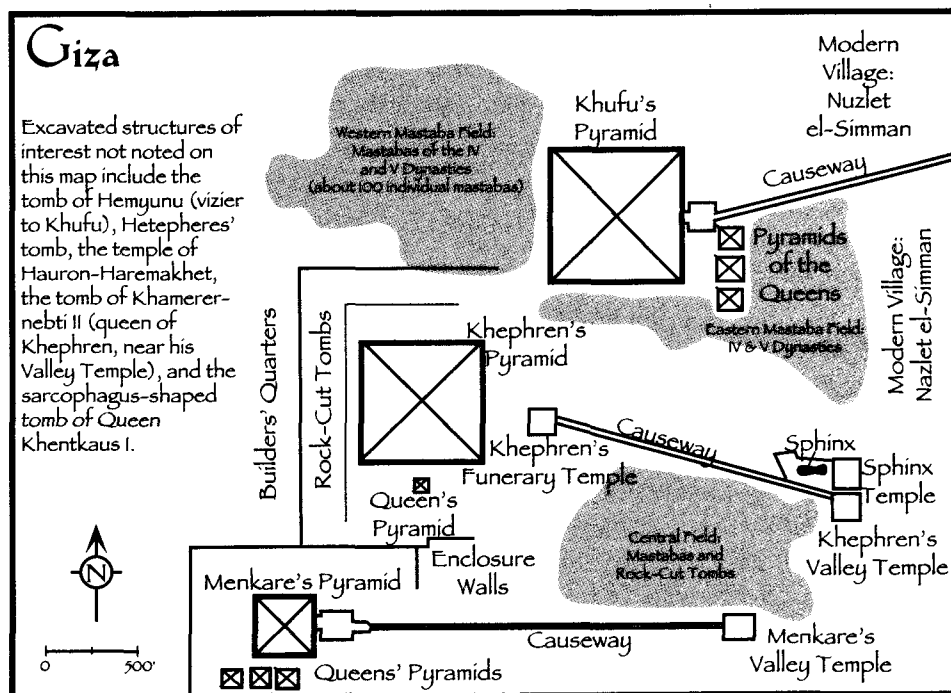 Giza
Excavated structures of
interest not noted on
this map include the
tomb of Hemyunu (vizier
to Khufu), Hetepheres'
tomb, the temple of
Hauron-Haremakhet,
the tomb of Khamerer-
nebti II (queen of
Khephren, near his
Valley Temple), and the
sarcophagus-shaped
tomb of Queen
Khentkaus I.
Western Mastaba Field:
Mastabas of the IV
and V Dynastics
(about 100 individual mastabas)
Khufu's
Pyramid
Modern
Village:
Nuzlet
el-Simman
Causeway
Pyramids
of the
Queens
Eastern Mastaba Field:
IV & V Dynastics
Modern Village:
Nazlet el-Simman
Builders' Quarters
Rock-Cut Tombs
Khephren's
Pyramid
Khephren's
Funerary Temple
Causeway
Sphinx
Sphinx
Temple
Khephren's
Valley Temple
Queen's
Pyramid
Enclosure
Walls
Central Field:
Mastabas and
Rock-Cut Tombs
N
Menkare's Pyramid
Causeway
Menkare's
Valley Temple
Queens' Pyramids
0 500'